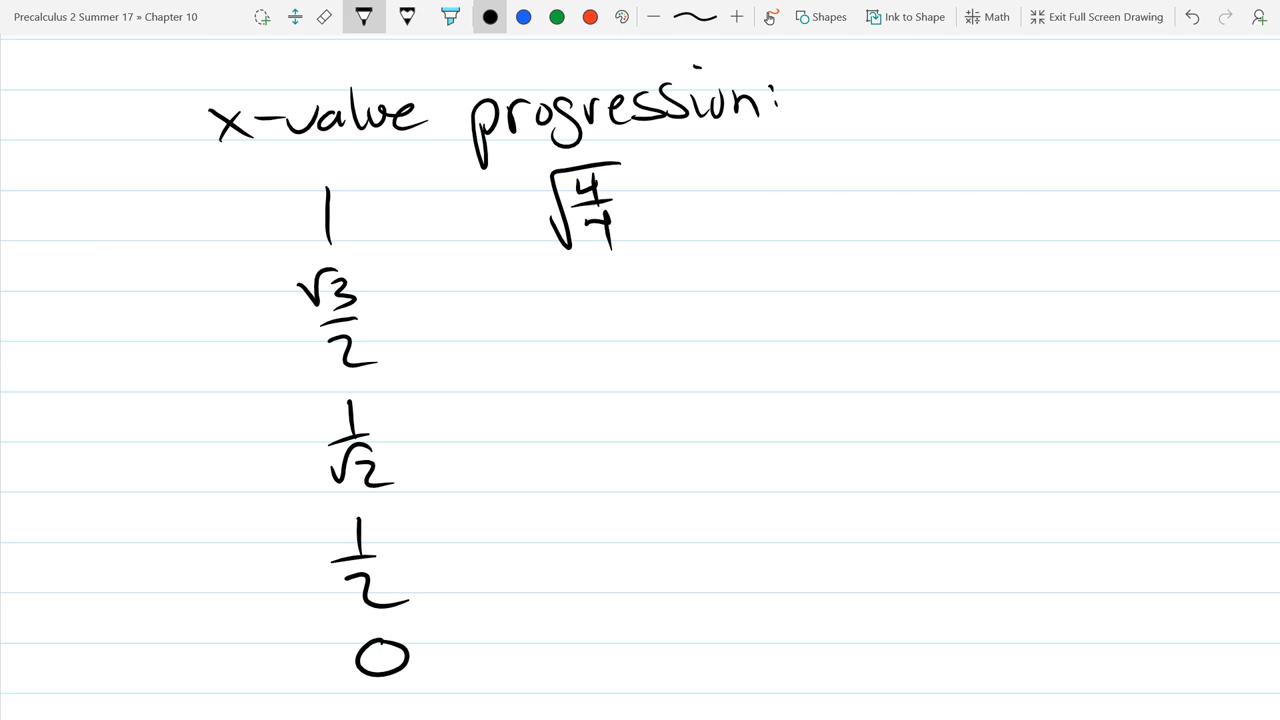 Precalculus 2 Summer 17 » Chapter 10 Shapes Ink to Shape Math Exit Full Screen Drawing
x-value progression:
1 √(4/4)
√3/2
1/√2
1/2
0